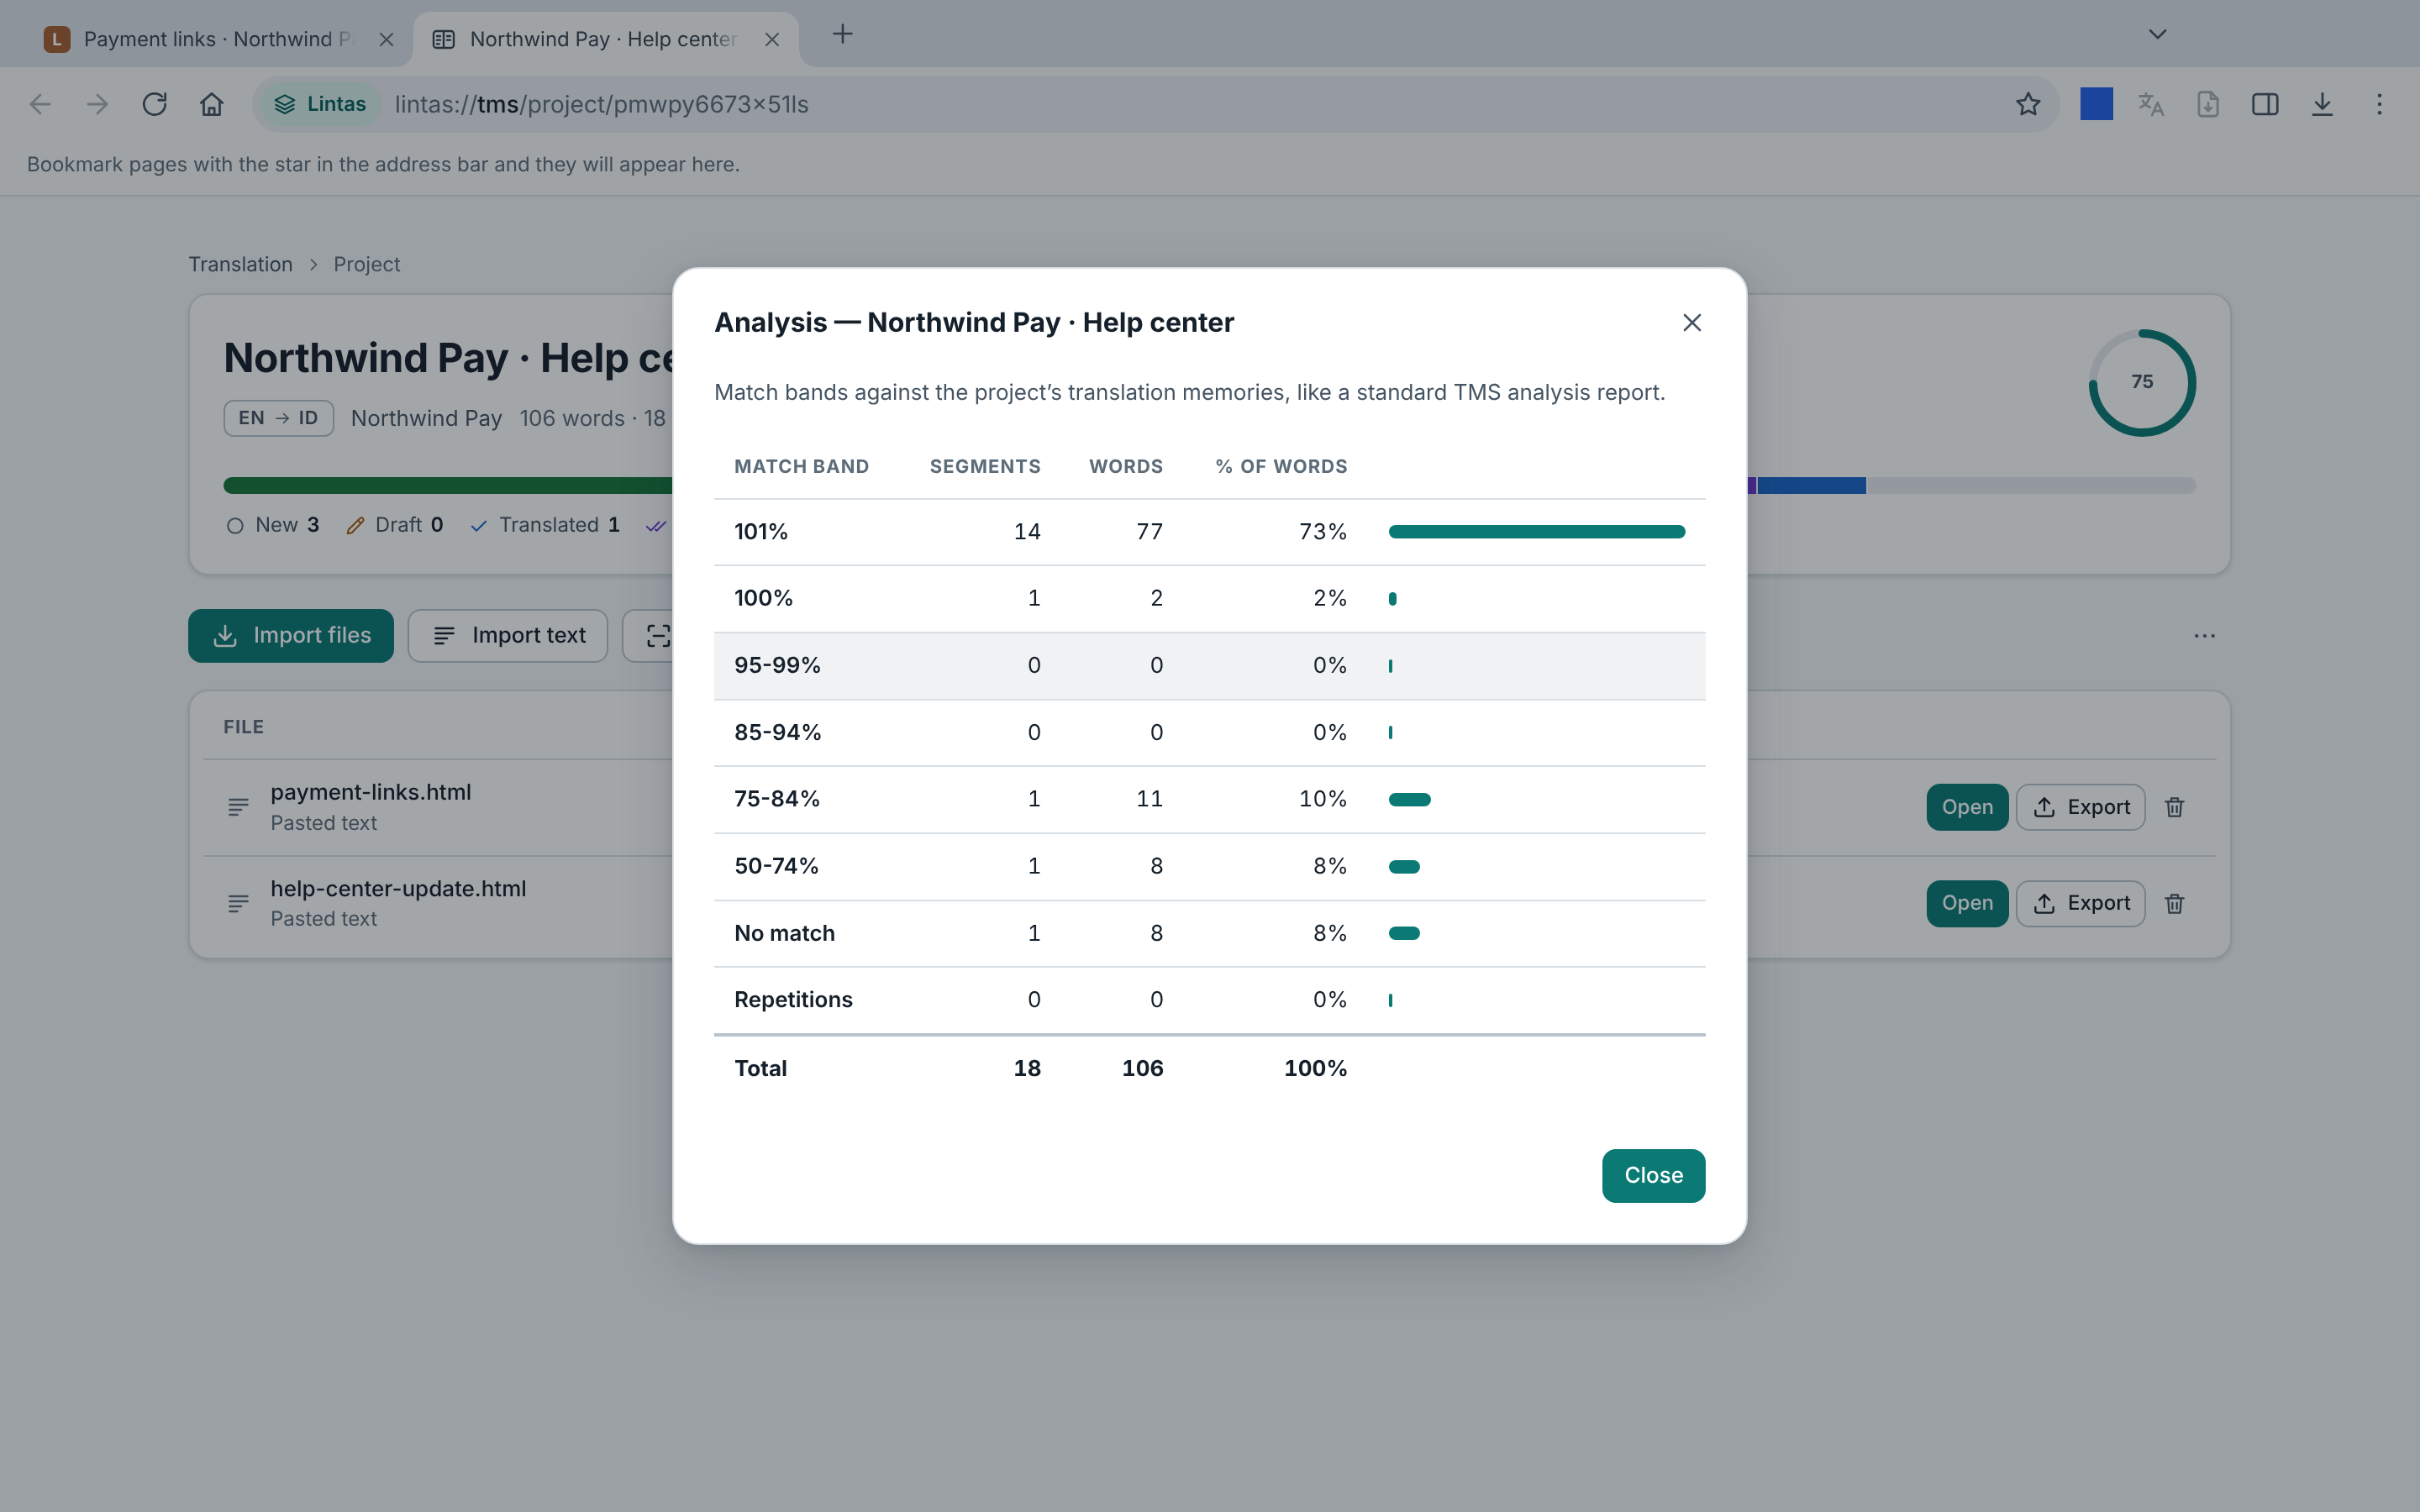 L Payment links · Northwind P
Northwind Pay · Help center
Lintas lintas://tms/project/pmwpy6673x51ls
Bookmark pages with the star in the address bar and they will appear here.
Translation > Project
Northwind Pay · Help ce
75
EN → ID Northwind Pay 106 words · 18
New 3 Draft 0 Translated 1
Import files Import text
FILE
payment-links.html
Pasted text
Open Export
help-center-update.html
Pasted text
Open Export
Analysis — Northwind Pay · Help center
Match bands against the project’s translation memories, like a standard TMS analysis report.
MATCH BAND SEGMENTS WORDS % OF WORDS
101% 14 77 73%
100% 1 2 2%
95-99% 0 0 0%
85-94% 0 0 0%
75-84% 1 11 10%
50-74% 1 8 8%
No match 1 8 8%
Repetitions 0 0 0%
Total 18 106 100%
Close